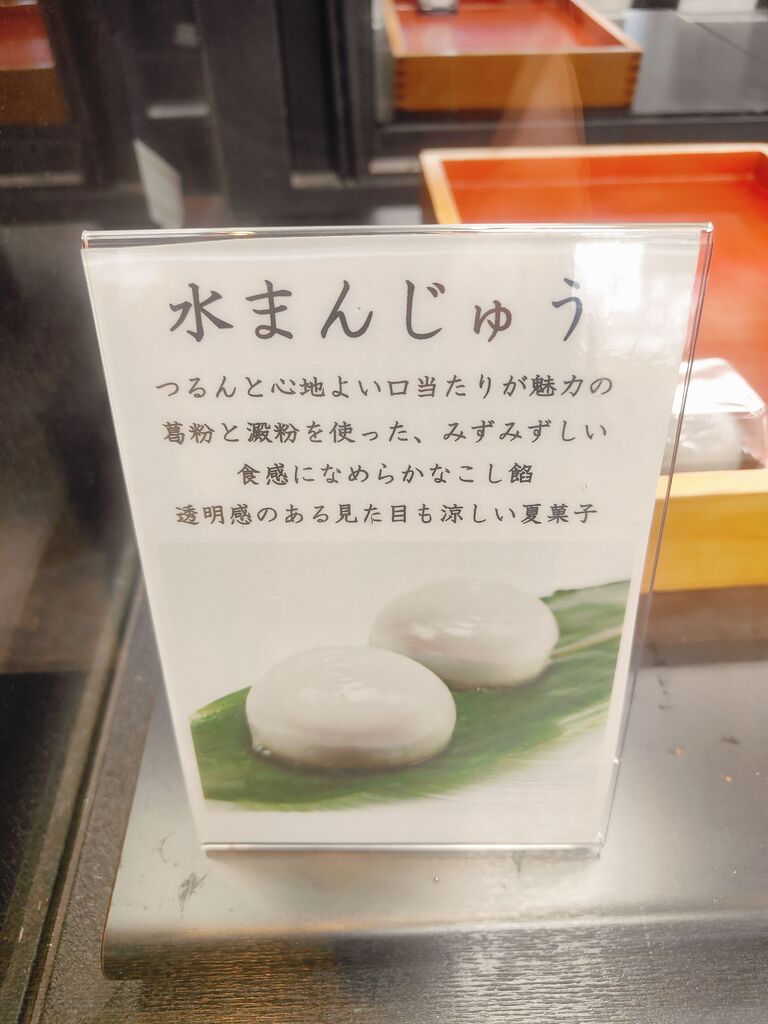 水まんじゅう
つるんと心地よい口当たりが魅力の
葛粉と澱粉を使った、みずみずしい
食感になめらかなこし餡
透明感のある見た目も涼しい夏菓子